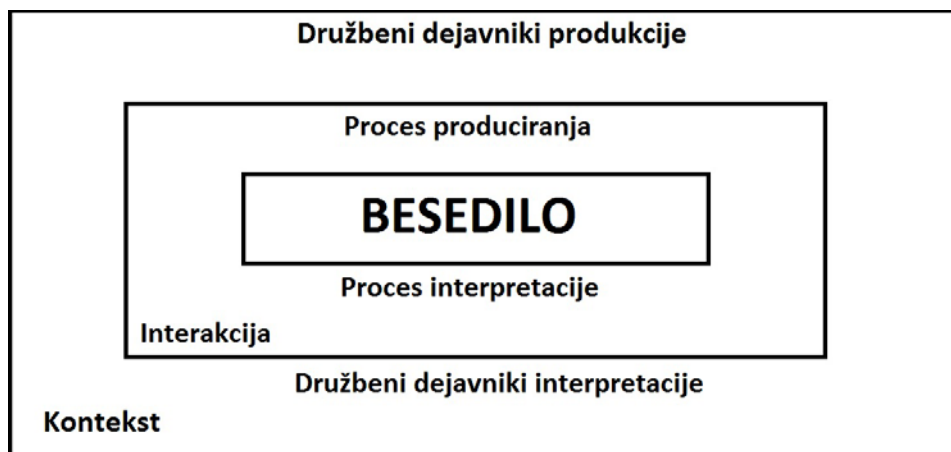 Družbeni dejavniki produkcije
Proces produciranja
BESEDILO
Proces interpretacije
Interakcija
Družbeni dejavniki interpretacije
Kontekst